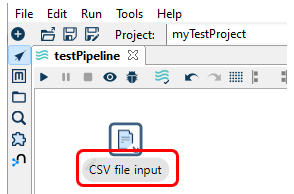 File Edit Run Tools Help
Project: myTestProject
testPipeline
CSV file input